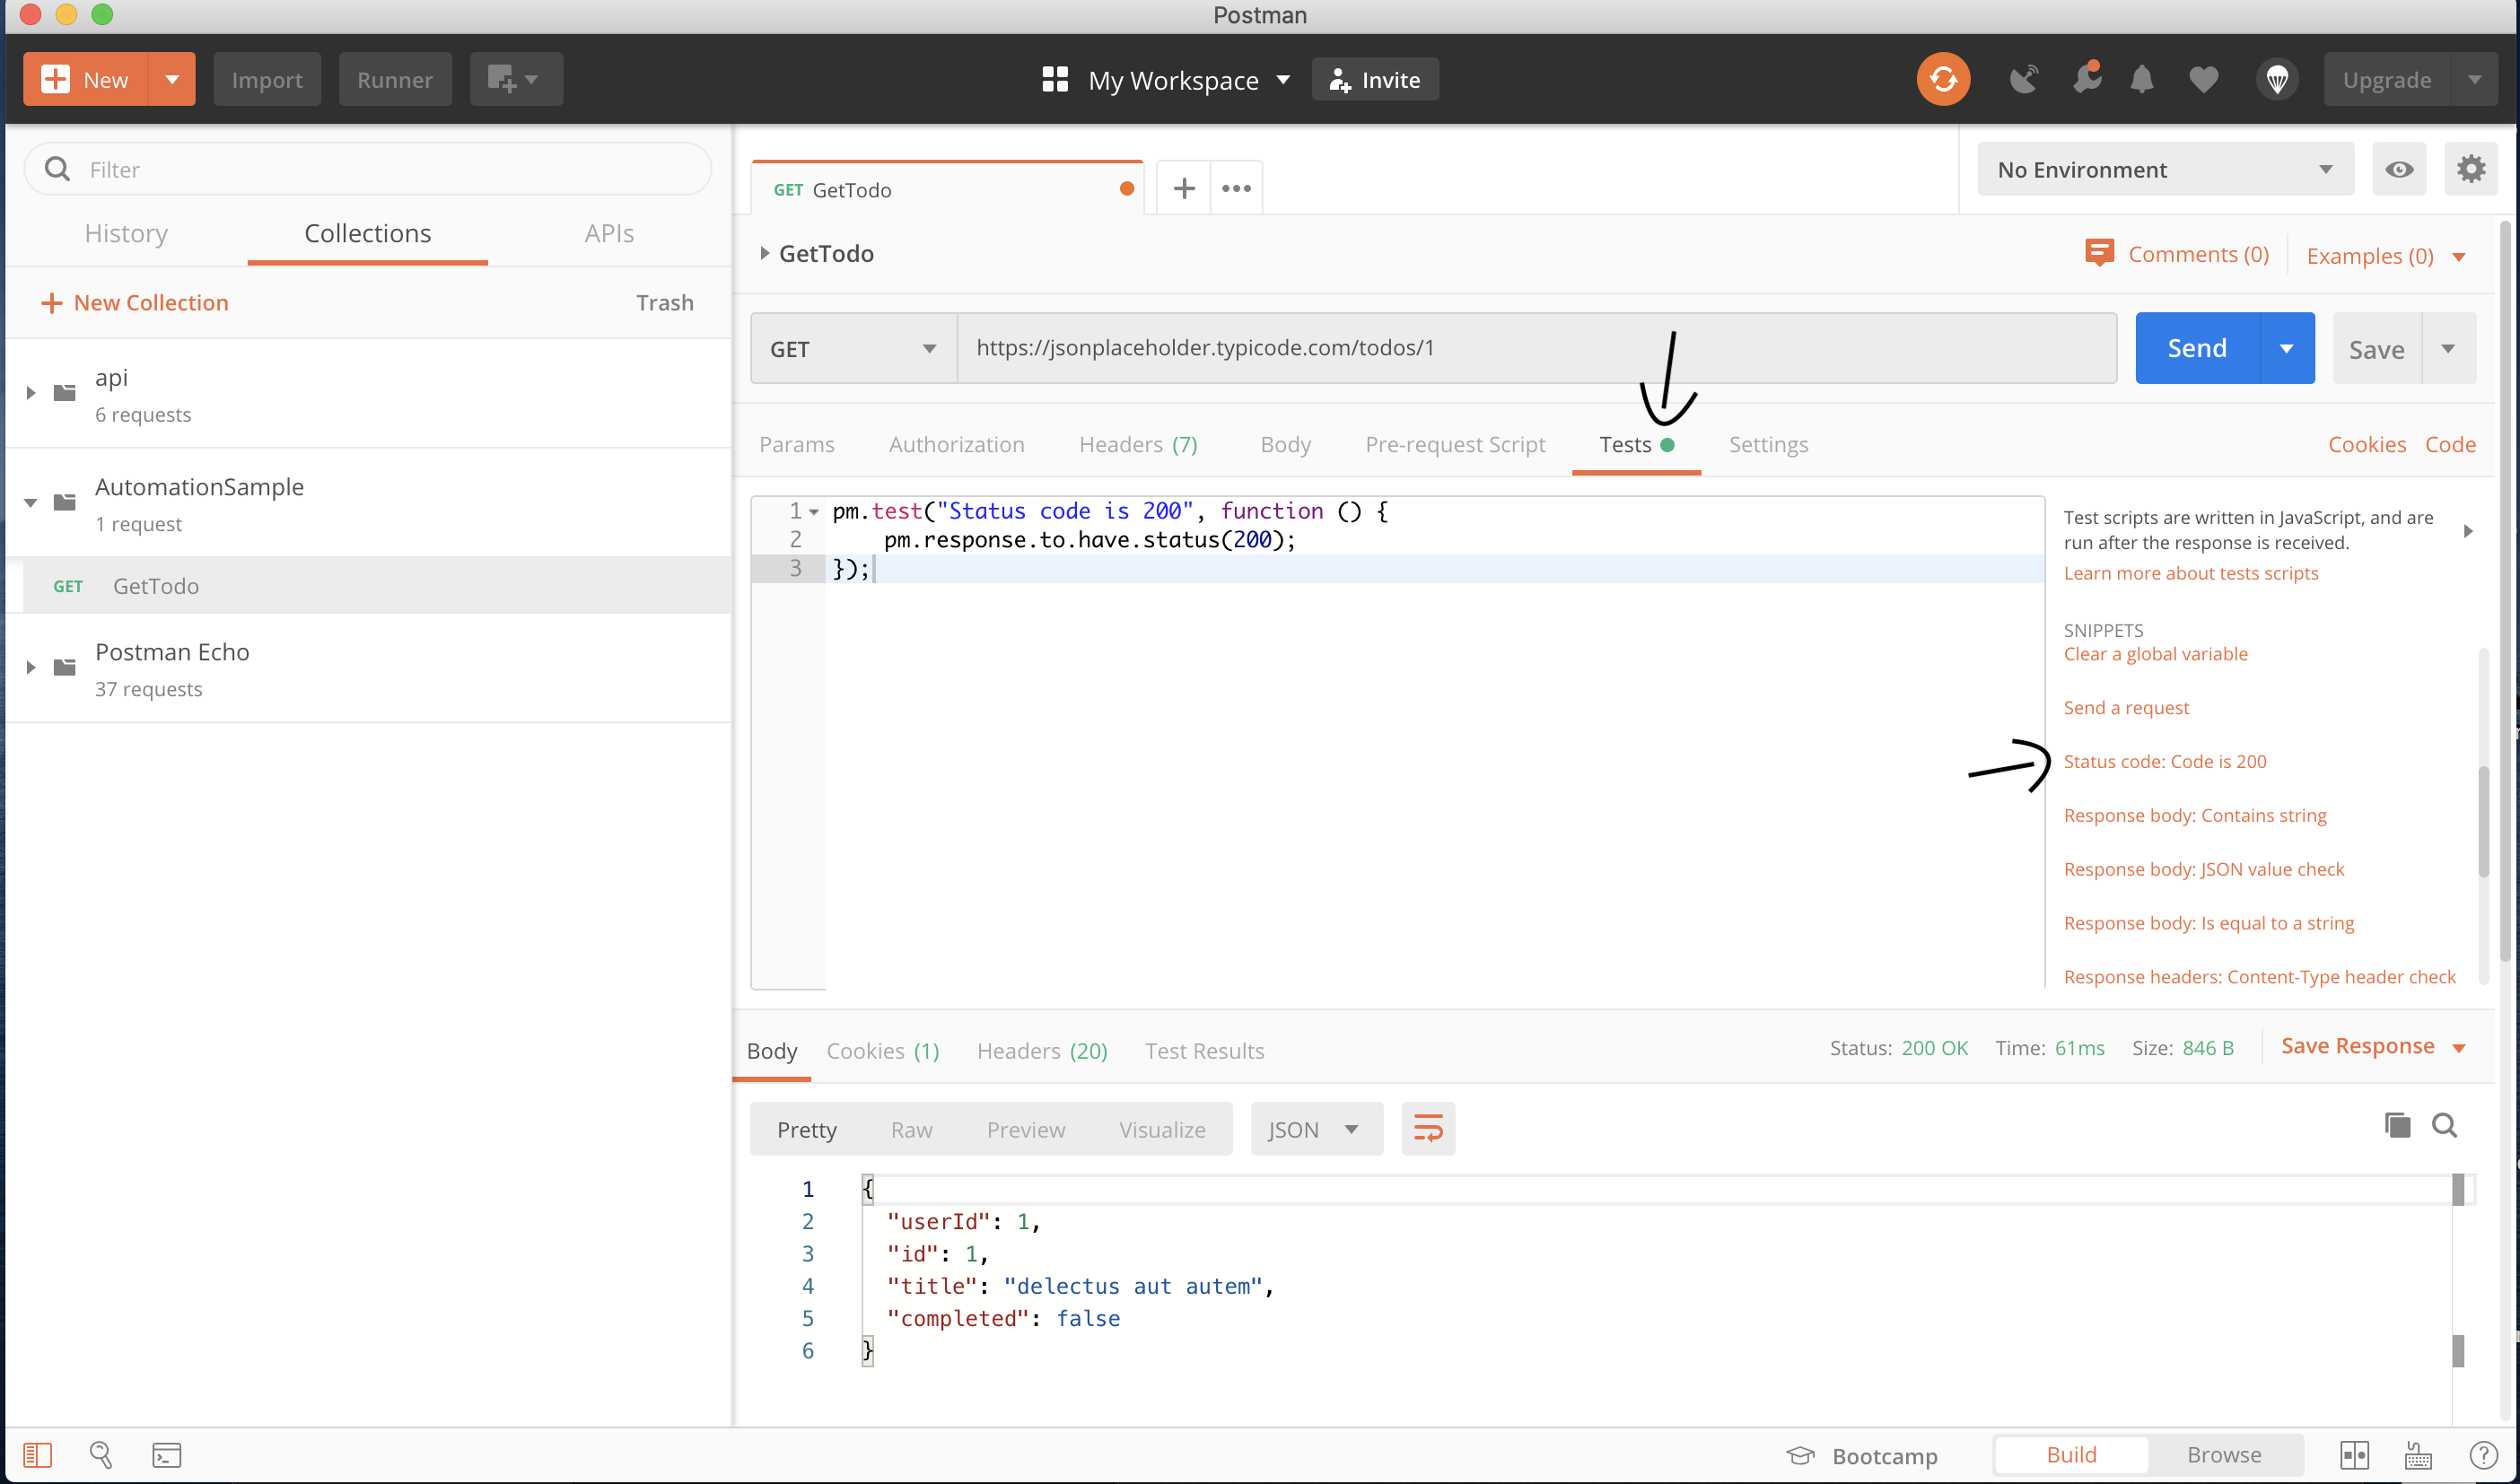 Postman
New
Import
Runner
My Workspace
Invite
Upgrade
Filter
History
Collections
APIs
New Collection
Trash
api
6 requests
AutomationSample
1 request
GET GetTodo
Postman Echo
37 requests
GET GetTodo
No Environment
GetTodo
Comments (0)
Examples (0)
GET
https://jsonplaceholder.typicode.com/todos/1
Send
Save
Params
Authorization
Headers (7)
Body
Pre-request Script
Tests
Settings
Cookies
Code
1 pm.test("Status code is 200", function () {
2 pm.response.to.have.status(200);
3 });
Test scripts are written in JavaScript, and are
run after the response is received.
Learn more about tests scripts
SNIPPETS
Clear a global variable
Send a request
Status code: Code is 200
Response body: Contains string
Response body: JSON value check
Response body: Is equal to a string
Response headers: Content-Type header check
Body
Cookies (1)
Headers (20)
Test Results
Status: 200 OK
Time: 61ms
Size: 846 B
Save Response
Pretty
Raw
Preview
Visualize
JSON
1 {
2 "userId": 1,
3 "id": 1,
4 "title": "delectus aut autem",
5 "completed": false
6 }
Bootcamp
Build
Browse